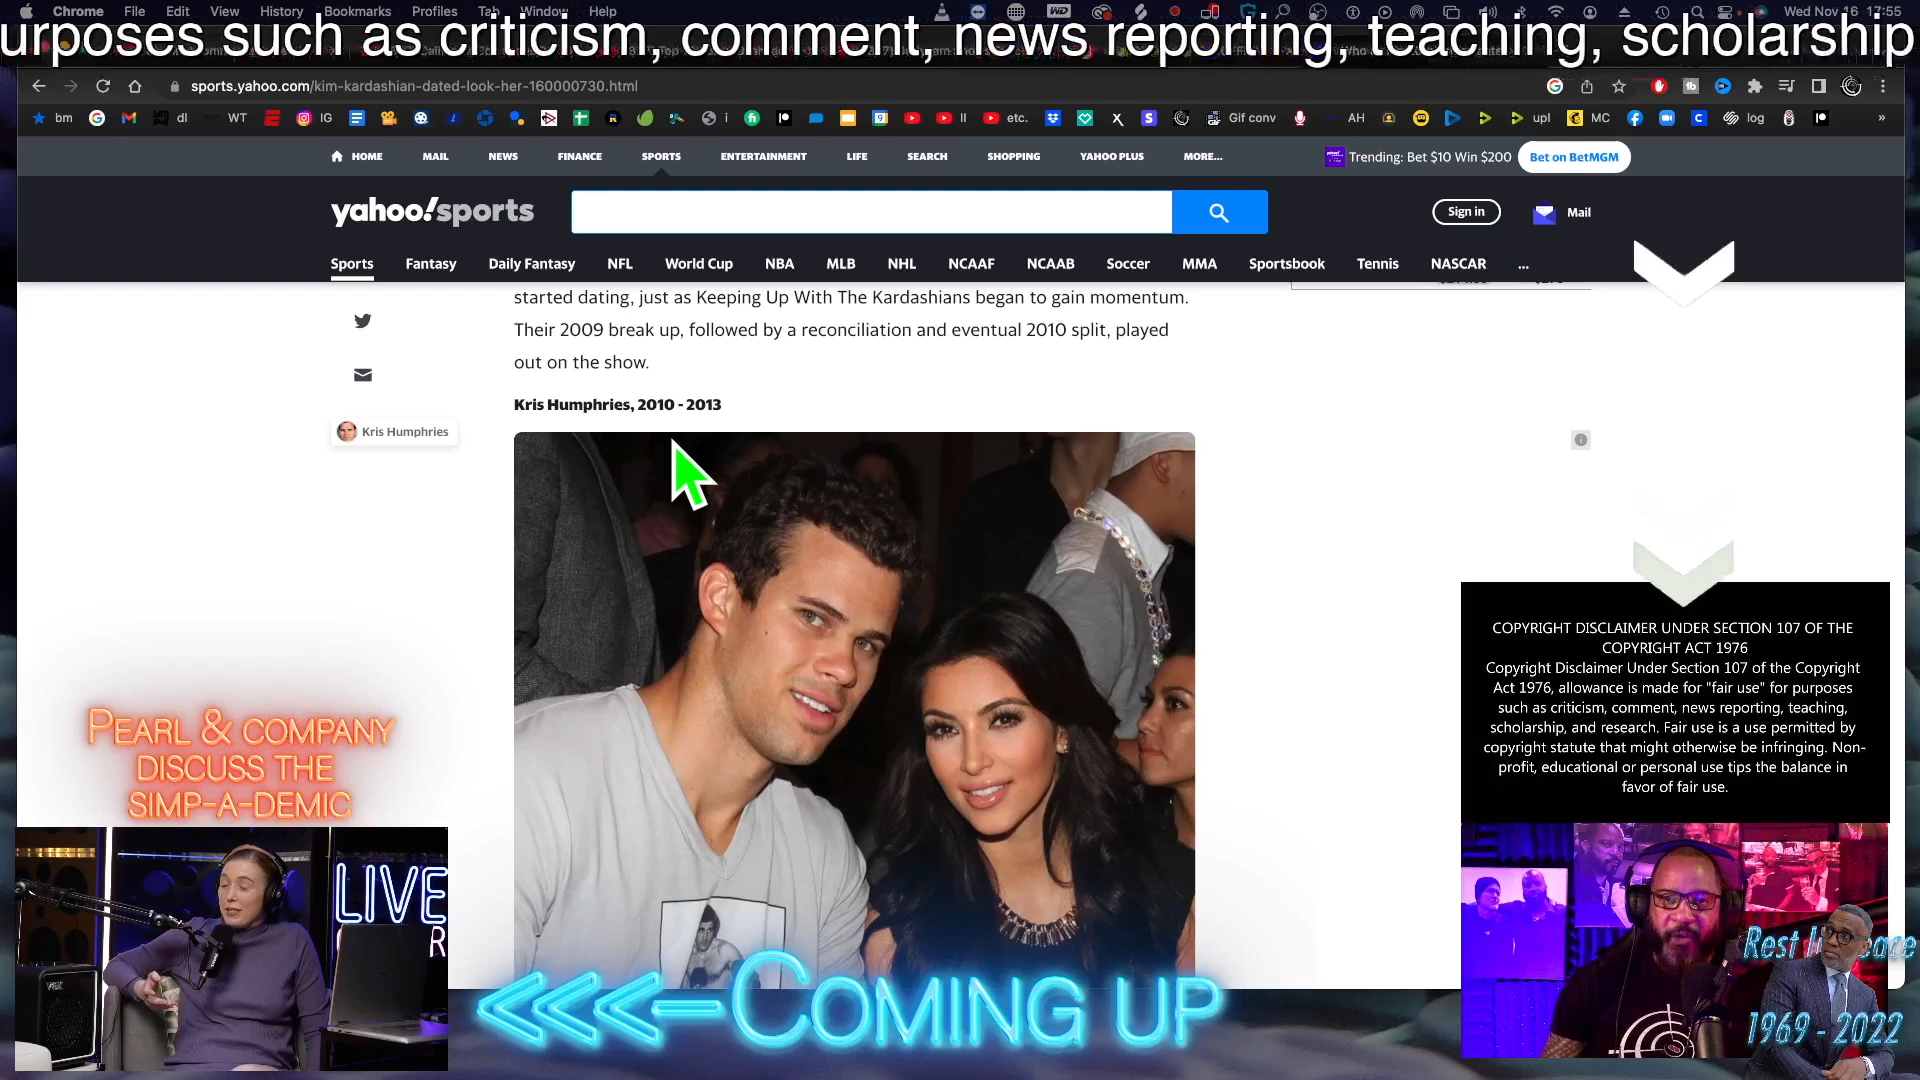 Chrome File Edit View History Bookmarks Profiles Tab Window Help
Wed Nov 16 17:55
urposes such as criticism, comment, news reporting, teaching, scholarship
sports.yahoo.com/kim-kardashian-dated-look-her-160000730.html
bm dl WT IG i II etc. Gif conv AH upl MC log »
HOME MAIL NEWS FINANCE SPORTS ENTERTAINMENT LIFE SEARCH SHOPPING YAHOO PLUS MORE...
Trending: Bet $10 Win $200 Bet on BetMGM
yahoo!sports
Sign in Mail
Sports Fantasy Daily Fantasy NFL World Cup NBA MLB NHL NCAAF NCAAB Soccer MMA Sportsbook Tennis NASCAR ...
started dating, just as Keeping Up With The Kardashians began to gain momentum.
Their 2009 break up, followed by a reconciliation and eventual 2010 split, played
out on the show.
Kris Humphries, 2010 - 2013
Kris Humphries
PEARL & COMPANY
DISCUSS THE
SIMP-A-DEMIC
LIVE
R
<<<-COMING UP
COPYRIGHT DISCLAIMER UNDER SECTION 107 OF THE
COPYRIGHT ACT 1976
Copyright Disclaimer Under Section 107 of the Copyright
Act 1976, allowance is made for "fair use" for purposes
such as criticism, comment, news reporting, teaching,
scholarship, and research. Fair use is a use permitted by
copyright statute that might otherwise be infringing. Non-
profit, educational or personal use tips the balance in
favor of fair use.
Rest In Peace
1969 - 2022